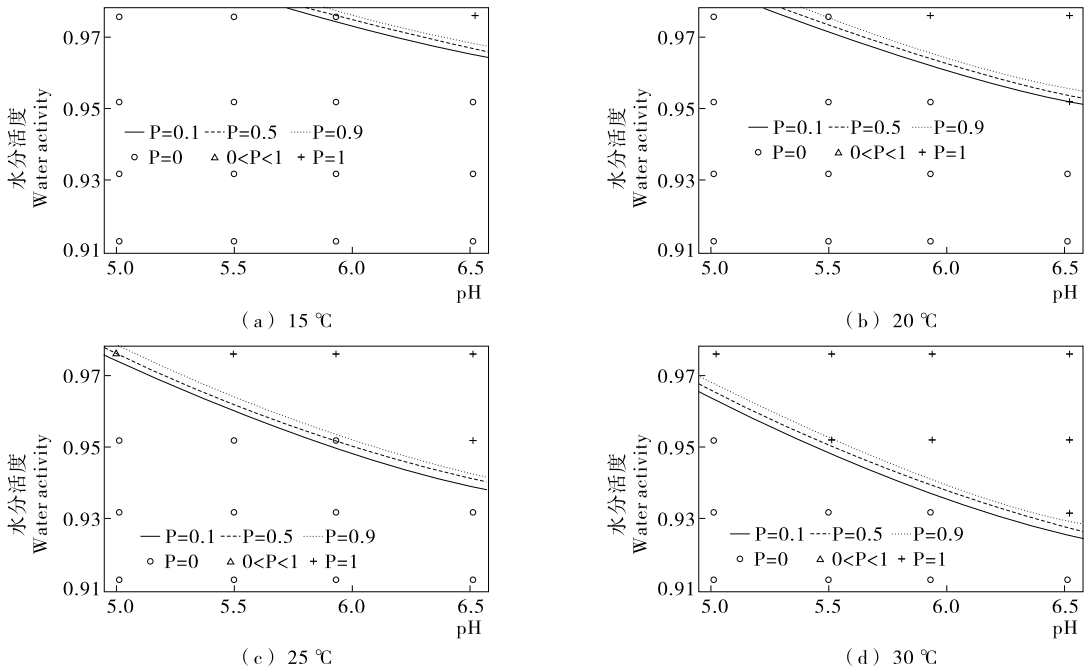 0.97
0.95
0.93
0.91
水分活度
Water activity
P=0.1 P=0.5 P=0.9
P=0 0<P<1 P=1
5.0 5.5 6.0 6.5
pH
(a) 15 ℃
0.97
0.95
0.93
0.91
水分活度
Water activity
P=0.1 P=0.5 P=0.9
P=0 0<P<1 P=1
5.0 5.5 6.0 6.5
pH
(b) 20 ℃
0.97
0.95
0.93
0.91
水分活度
Water activity
P=0.1 P=0.5 P=0.9
P=0 0<P<1 P=1
5.0 5.5 6.0 6.5
pH
(c) 25 ℃
0.97
0.95
0.93
0.91
水分活度
Water activity
P=0.1 P=0.5 P=0.9
P=0 0<P<1 P=1
5.0 5.5 6.0 6.5
pH
(d) 30 ℃